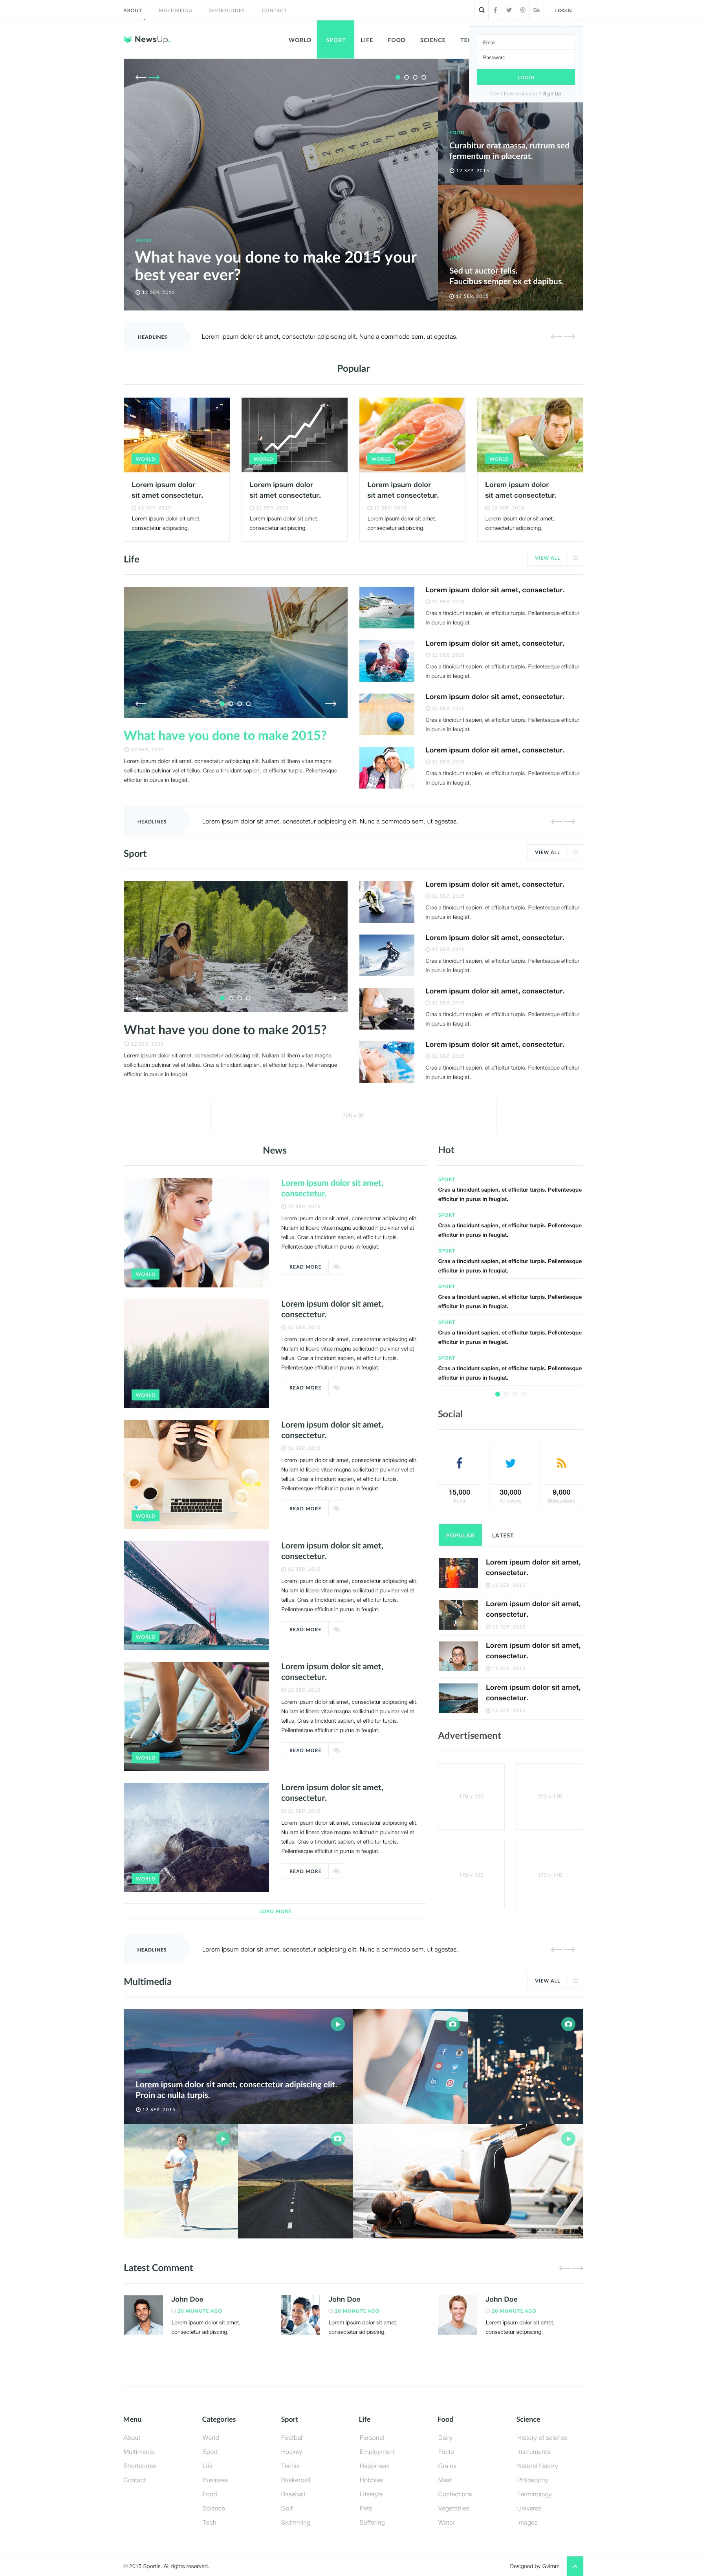 ABOUT MULTIMEDIA SHORTCODES CONTACT Bē LOGIN
NewsUp.
WORLD SPORT LIFE FOOD SCIENCE
Email
Password
LOGIN
Don't have a account? Sign Up
SPORT
What have you done to make 2015 your
best year ever?
12 SEP, 2015
FOOD
Curabitur erat massa, rutrum sed
fermentum in placerat.
12 SEP, 2015
LIFE
Sed ut auctor felis.
Faucibus semper ex et dapibus.
12 SEP, 2015
HEADLINES
Lorem ipsum dolor sit amet, consectetur adipiscing elit. Nunc a commodo sem, ut egestas.
Popular
WORLD
Lorem ipsum dolor
sit amet consectetur.
12 SEP, 2015
Lorem ipsum dolor sit amet,
consectetur adipiscing.
WORLD
Lorem ipsum dolor
sit amet consectetur.
12 SEP, 2015
Lorem ipsum dolor sit amet,
consectetur adipiscing.
WORLD
Lorem ipsum dolor
sit amet consectetur.
12 SEP, 2015
Lorem ipsum dolor sit amet,
consectetur adipiscing.
WORLD
Lorem ipsum dolor
sit amet consectetur.
12 SEP, 2015
Lorem ipsum dolor sit amet,
consectetur adipiscing.
Life
VIEW ALL
What have you done to make 2015?
12 SEP, 2015
Lorem ipsum dolor sit amet, consectetur adipiscing elit. Nullam id libero vitae magna
sollicitudin pulvinar vel et tellus. Cras a tincidunt sapien, et efficitur turpis. Pellentesque
efficitur in purus in feugiat.
Lorem ipsum dolor sit amet, consectetur.
12 SEP, 2015
Cras a tincidunt sapien, et efficitur turpis. Pellentesque efficitur
in purus in feugiat.
Lorem ipsum dolor sit amet, consectetur.
12 SEP, 2015
Cras a tincidunt sapien, et efficitur turpis. Pellentesque efficitur
in purus in feugiat.
Lorem ipsum dolor sit amet, consectetur.
12 SEP, 2015
Cras a tincidunt sapien, et efficitur turpis. Pellentesque efficitur
in purus in feugiat.
Lorem ipsum dolor sit amet, consectetur.
12 SEP, 2015
Cras a tincidunt sapien, et efficitur turpis. Pellentesque efficitur
in purus in feugiat.
HEADLINES
Lorem ipsum dolor sit amet, consectetur adipiscing elit. Nunc a commodo sem, ut egestas.
Sport
VIEW ALL
What have you done to make 2015?
12 SEP, 2015
Lorem ipsum dolor sit amet, consectetur adipiscing elit. Nullam id libero vitae magna
sollicitudin pulvinar vel et tellus. Cras a tincidunt sapien, et efficitur turpis. Pellentesque
efficitur in purus in feugiat.
Lorem ipsum dolor sit amet, consectetur.
12 SEP, 2015
Cras a tincidunt sapien, et efficitur turpis. Pellentesque efficitur
in purus in feugiat.
Lorem ipsum dolor sit amet, consectetur.
12 SEP, 2015
Cras a tincidunt sapien, et efficitur turpis. Pellentesque efficitur
in purus in feugiat.
Lorem ipsum dolor sit amet, consectetur.
12 SEP, 2015
Cras a tincidunt sapien, et efficitur turpis. Pellentesque efficitur
in purus in feugiat.
Lorem ipsum dolor sit amet, consectetur.
12 SEP, 2015
Cras a tincidunt sapien, et efficitur turpis. Pellentesque efficitur
in purus in feugiat.
728 × 90
News
WORLD
Lorem ipsum dolor sit amet,
consectetur.
12 SEP, 2015
Lorem ipsum dolor sit amet, consectetur adipiscing elit.
Nullam id libero vitae magna sollicitudin pulvinar vel et
tellus. Cras a tincidunt sapien, et efficitur turpis.
Pellentesque efficitur in purus in feugiat.
READ MORE
WORLD
Lorem ipsum dolor sit amet,
consectetur.
12 SEP, 2015
Lorem ipsum dolor sit amet, consectetur adipiscing elit.
Nullam id libero vitae magna sollicitudin pulvinar vel et
tellus. Cras a tincidunt sapien, et efficitur turpis.
Pellentesque efficitur in purus in feugiat.
READ MORE
WORLD
Lorem ipsum dolor sit amet,
consectetur.
12 SEP, 2015
Lorem ipsum dolor sit amet, consectetur adipiscing elit.
Nullam id libero vitae magna sollicitudin pulvinar vel et
tellus. Cras a tincidunt sapien, et efficitur turpis.
Pellentesque efficitur in purus in feugiat.
READ MORE
WORLD
Lorem ipsum dolor sit amet,
consectetur.
12 SEP, 2015
Lorem ipsum dolor sit amet, consectetur adipiscing elit.
Nullam id libero vitae magna sollicitudin pulvinar vel et
tellus. Cras a tincidunt sapien, et efficitur turpis.
Pellentesque efficitur in purus in feugiat.
READ MORE
WORLD
Lorem ipsum dolor sit amet,
consectetur.
12 SEP, 2015
Lorem ipsum dolor sit amet, consectetur adipiscing elit.
Nullam id libero vitae magna sollicitudin pulvinar vel et
tellus. Cras a tincidunt sapien, et efficitur turpis.
Pellentesque efficitur in purus in feugiat.
READ MORE
WORLD
Lorem ipsum dolor sit amet,
consectetur.
12 SEP, 2015
Lorem ipsum dolor sit amet, consectetur adipiscing elit.
Nullam id libero vitae magna sollicitudin pulvinar vel et
tellus. Cras a tincidunt sapien, et efficitur turpis.
Pellentesque efficitur in purus in feugiat.
READ MORE
LOAD MORE
Hot
SPORT
Cras a tincidunt sapien, et efficitur turpis. Pellentesque
efficitur in purus in feugiat.
SPORT
Cras a tincidunt sapien, et efficitur turpis. Pellentesque
efficitur in purus in feugiat.
SPORT
Cras a tincidunt sapien, et efficitur turpis. Pellentesque
efficitur in purus in feugiat.
SPORT
Cras a tincidunt sapien, et efficitur turpis. Pellentesque
efficitur in purus in feugiat.
SPORT
Cras a tincidunt sapien, et efficitur turpis. Pellentesque
efficitur in purus in feugiat.
SPORT
Cras a tincidunt sapien, et efficitur turpis. Pellentesque
efficitur in purus in feugiat.
Social
15,000
Fans
30,000
Followers
9,000
Subscribers
POPULAR LATEST
Lorem ipsum dolor sit amet,
consectetur.
12 SEP, 2015
Lorem ipsum dolor sit amet,
consectetur.
12 SEP, 2015
Lorem ipsum dolor sit amet,
consectetur.
12 SEP, 2015
Lorem ipsum dolor sit amet,
consectetur.
12 SEP, 2015
Advertisement
170 × 170
170 × 170
170 × 170
170 × 170
HEADLINES
Lorem ipsum dolor sit amet, consectetur adipiscing elit. Nunc a commodo sem, ut egestas.
Multimedia
VIEW ALL
Lorem ipsum dolor sit amet, consectetur adipiscing elit.
Proin ac nulla turpis.
12 SEP, 2015
Latest Comment
John Doe
20 MUNUTE AGO
Lorem ipsum dolor sit amet,
consectetur adipiscing.
John Doe
20 MUNUTE AGO
Lorem ipsum dolor sit amet,
consectetur adipiscing.
John Doe
20 MUNUTE AGO
Lorem ipsum dolor sit amet,
consectetur adipiscing.
Menu
About
Multimedia
Shortcodes
Contact
Categories
World
Sport
Life
Business
Food
Science
Tech
Sport
Football
Hockey
Tennis
Basketball
Baseball
Golf
Swimming
Life
Personal
Employment
Happiness
Hobbies
Lifestyle
Pets
Suffering
Food
Dairy
Fruits
Grains
Meat
Confections
Vegetables
Water
Science
History of science
Instruments
Natural history
Philosophy
Terminology
Universe
Images
© 2015 Sportis. All rights reserved.
Designed by Gvimm